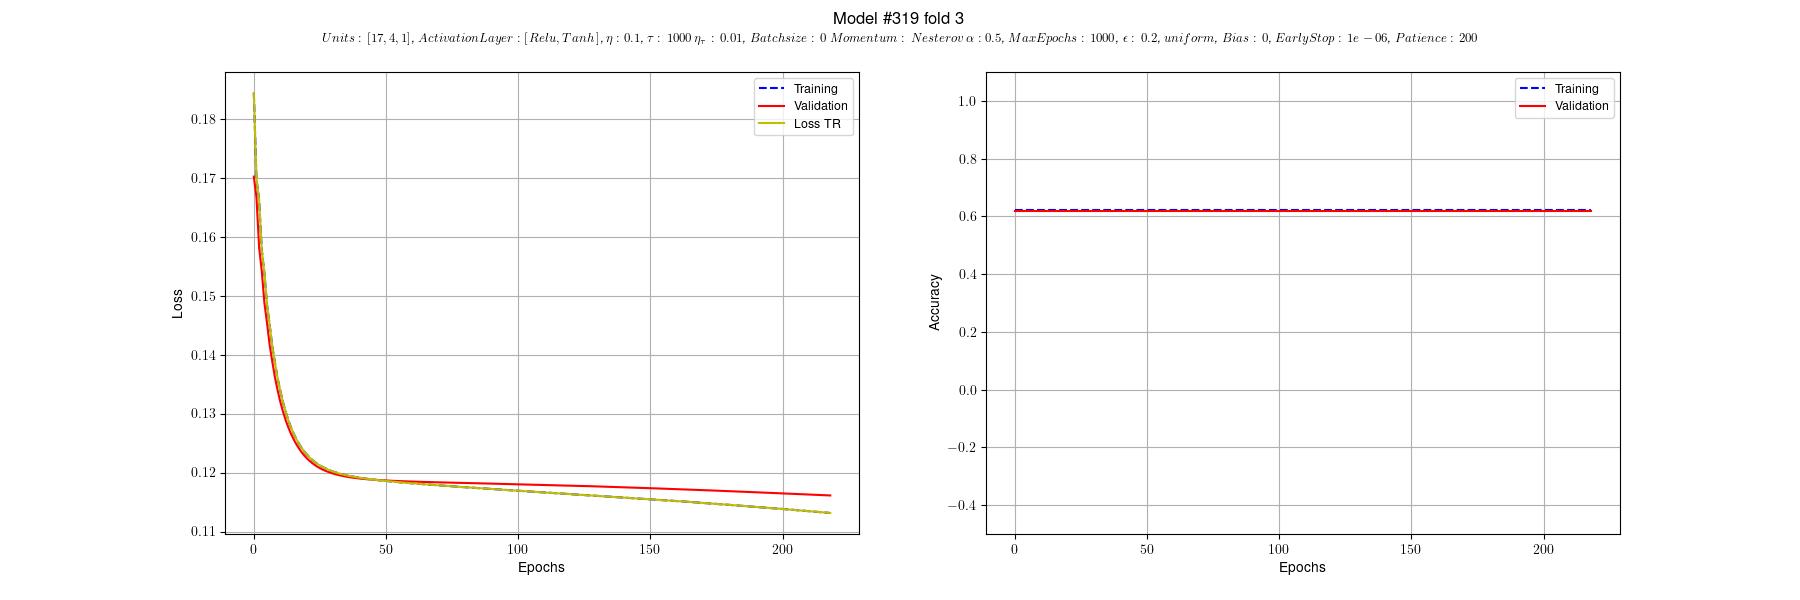 Model #319 fold 3
Units : [17, 4, 1], ActivationLayer : [Relu, Tanh], η : 0.1, τ : 1000 η_τ : 0.01, Batchsize : 0 Momentum : Nesterov α : 0.5, MaxEpochs : 1000, ϵ : 0.2, uniform, Bias : 0, EarlyStop : 1e − 06, Patience : 200
Loss
0.18
0.17
0.16
0.15
0.14
0.13
0.12
0.11
0
50
100
150
200
Epochs
Training
Validation
Loss TR
Accuracy
1.0
0.8
0.6
0.4
0.2
0.0
−0.2
−0.4
0
50
100
150
200
Epochs
Training
Validation